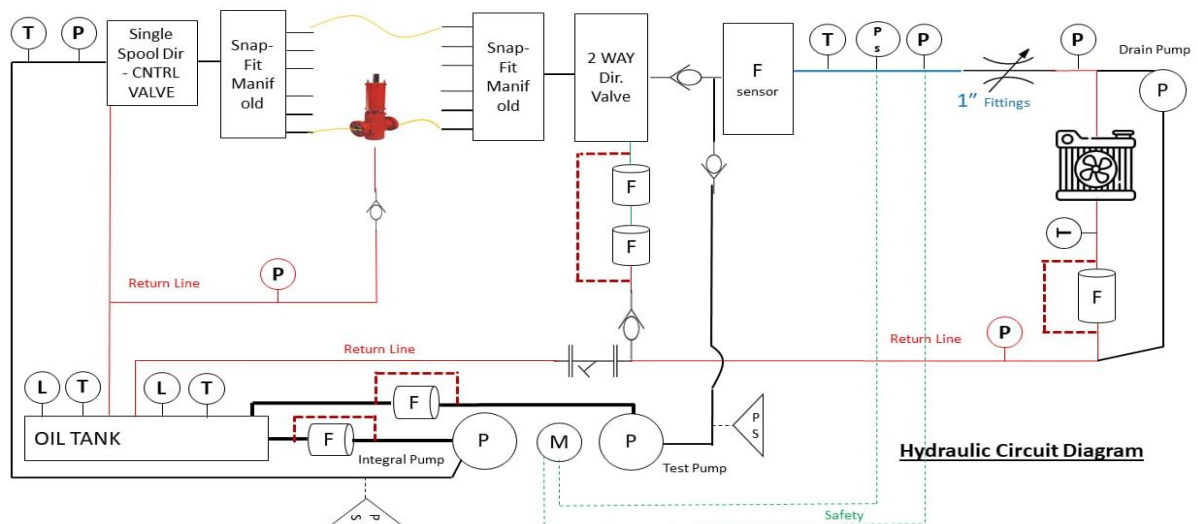 T
P
Single
Spool Dir
- CNTRL
VALVE
Snap-
Fit
Manif
old
Snap-
Fit
Manif
old
2 WAY
Dir.
Valve
F
sensor
T
P
s
P
1” Fittings
P
Drain Pump
P
F
F
T
F
Return Line
P
Return Line
Return Line
P
L
T
L
T
OIL TANK
F
F
Integral Pump
P
M
P
Test Pump
P
S
Hydraulic Circuit Diagram
P
S
Safety